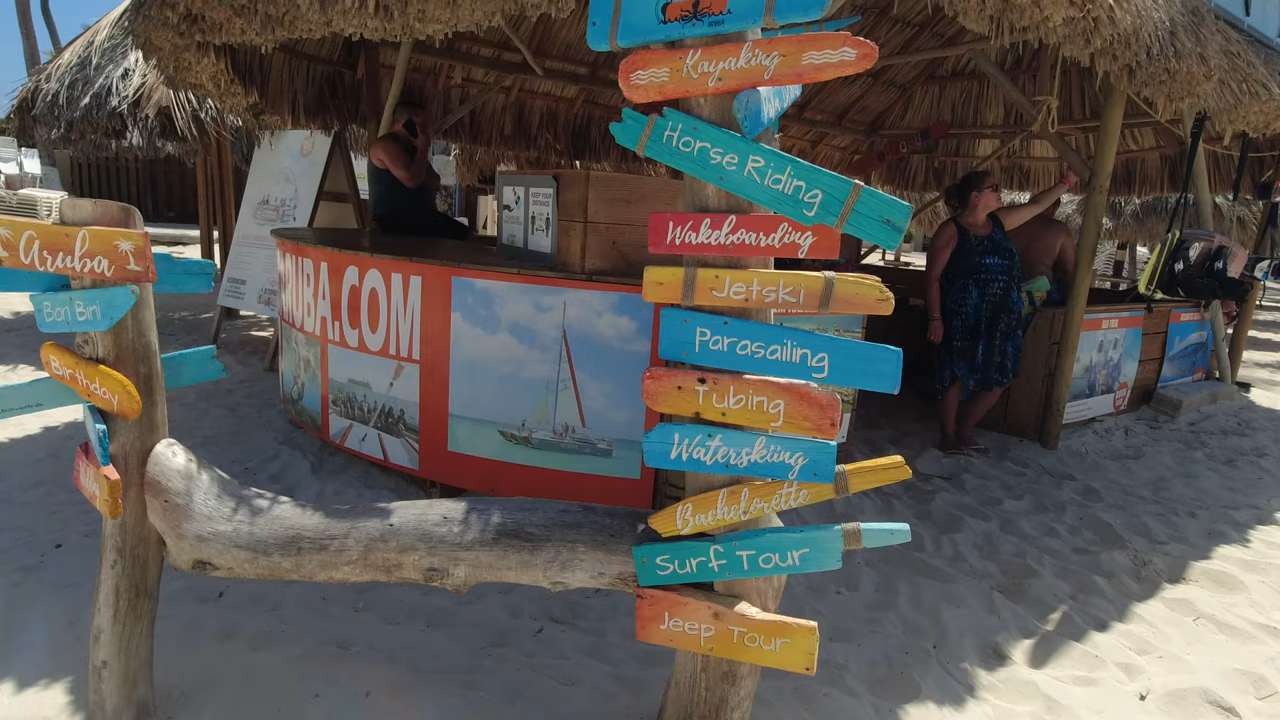 Aruba
Bon Bini
Birthday
RUBA.COM
KEEP YOUR
DISTANCE
Kayaking
Horse Riding
Wakeboarding
Jetski
Parasailing
Tubing
Waterskiing
Bachelorette
Surf Tour
Jeep Tour